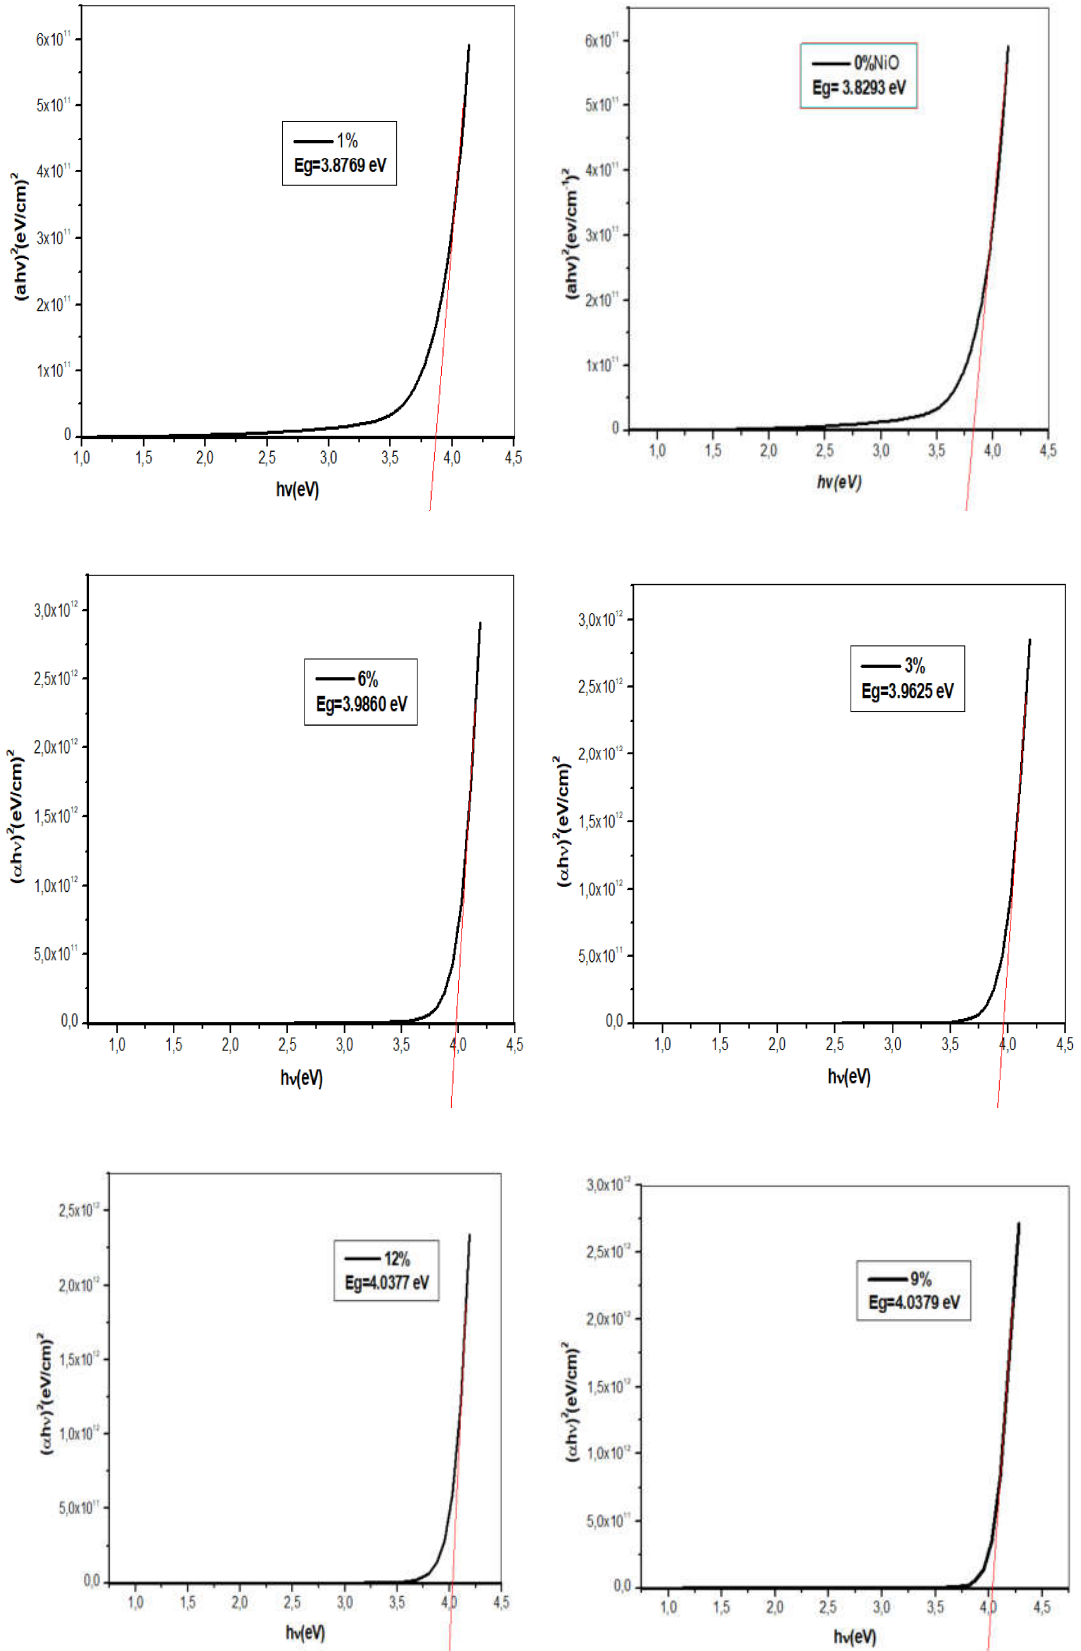 6x10¹¹
5x10¹¹
4x10¹¹
3x10¹¹
2x10¹¹
1x10¹¹
0
(ahv)²(eV/cm)²
1%
Eg=3.8769 eV
1,0 1,5 2,0 2,5 3,0 3,5 4,0 4,5
hv(eV)
6x10¹¹
5x10¹¹
4x10¹¹
3x10¹¹
2x10¹¹
1x10¹¹
0
(ahv)²(ev/cm⁻¹)²
0%NiO
Eg= 3.8293 eV
1,0 1,5 2,0 2,5 3,0 3,5 4,0 4,5
hv(eV)
3,0x10¹²
2,5x10¹²
2,0x10¹²
1,5x10¹²
1,0x10¹²
5,0x10¹¹
0,0
(αhν)²(eV/cm)²
6%
Eg=3.9860 eV
1,0 1,5 2,0 2,5 3,0 3,5 4,0 4,5
hν(eV)
3,0x10¹²
2,5x10¹²
2,0x10¹²
1,5x10¹²
1,0x10¹²
5,0x10¹¹
0,0
(αhν)²(eV/cm)²
3%
Eg=3.9625 eV
1,0 1,5 2,0 2,5 3,0 3,5 4,0 4,5
hν(eV)
2,5x10¹²
2,0x10¹²
1,5x10¹²
1,0x10¹²
5,0x10¹¹
0,0
(αhν)²(eV/cm)²
12%
Eg=4.0377 eV
1,0 1,5 2,0 2,5 3,0 3,5 4,0 4,5
hν(eV)
3,0x10¹²
2,5x10¹²
2,0x10¹²
1,5x10¹²
1,0x10¹²
5,0x10¹¹
0,0
(αhν)²(eV/cm)²
9%
Eg=4.0379 eV
1,0 1,5 2,0 2,5 3,0 3,5 4,0 4,5
hν(eV)